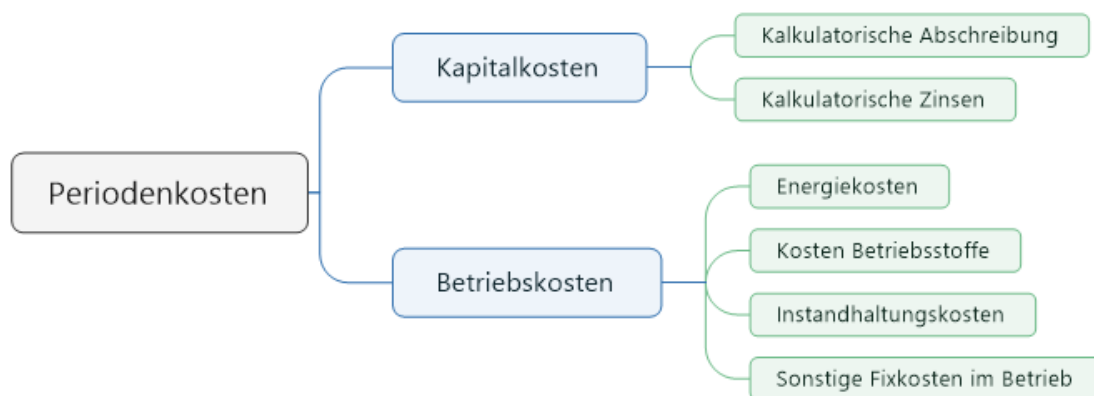 Periodenkosten
Kapitalkosten
Kalkulatorische Abschreibung
Kalkulatorische Zinsen
Betriebskosten
Energiekosten
Kosten Betriebsstoffe
Instandhaltungskosten
Sonstige Fixkosten im Betrieb